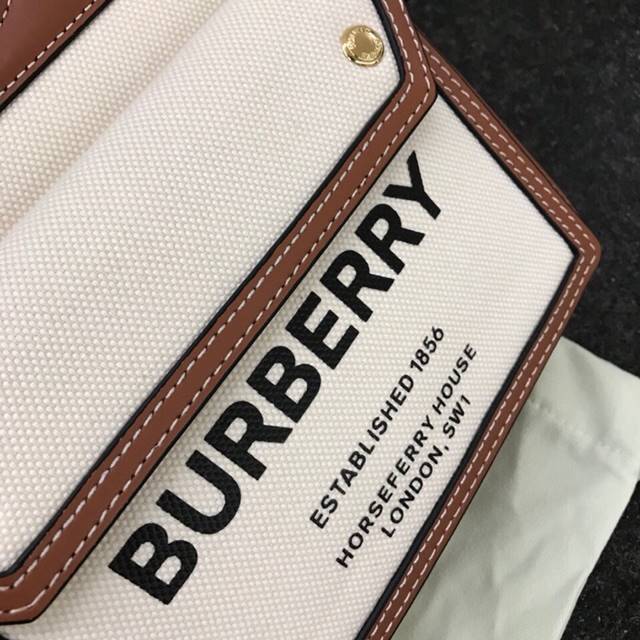 BURBERRY
ESTABLISHED 1856
HORSEFERRY HOUSE
LONDON, SW1